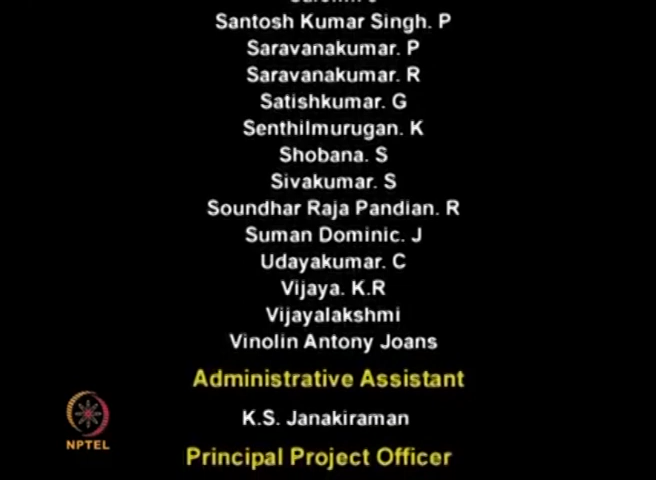 Santosh Kumar Singh. P
Saravanakumar. P
Saravanakumar. R
Satishkumar. G
Senthilmurugan. K
Shobana. S
Sivakumar. S
Soundhar Raja Pandian. R
Suman Dominic. J
Udayakumar. C
Vijaya. K.R
Vijayalakshmi
Vinolin Antony Joans
Administrative Assistant
K.S. Janakiraman
NPTEL
Principal Project Officer